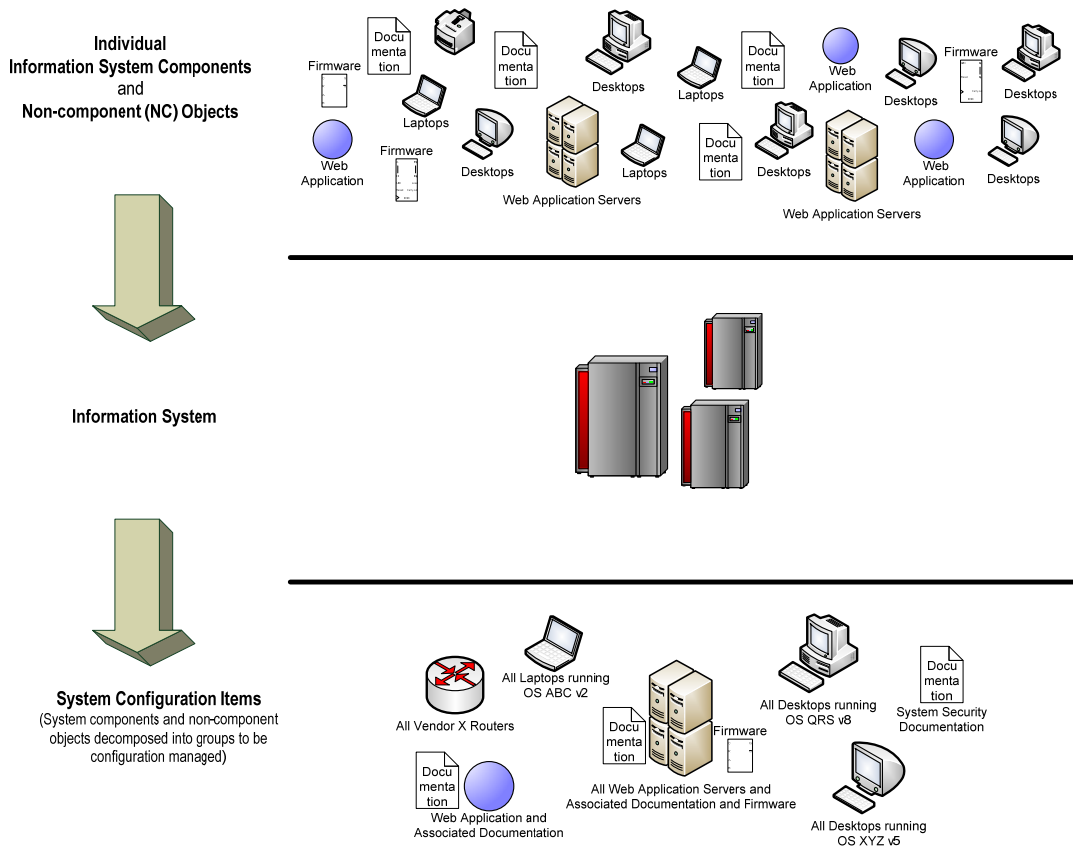 Individual
Information System Components
and
Non-component (NC) Objects
Firmware
Docu
menta
tion
Laptops
Web
Application
Firmware
Docu
menta
tion
Desktops
Desktops
Web Application Servers
Laptops
Laptops
Docu
menta
tion
Docu
menta
tion
Web
Application
Desktops
Desktops
Firmware
Desktops
Web Application Servers
Web
Application
Desktops
Information System
System Configuration Items
(System components and non-component
objects decomposed into groups to be
configuration managed)
All Vendor X Routers
All Laptops running
OS ABC v2
Docu
menta
tion
Web Application and
Associated Documentation
Docu
menta
tion
Firmware
All Web Application Servers and
Associated Documentation and Firmware
All Desktops running
OS QRS v8
Docu
menta
tion
System Security
Documentation
All Desktops running
OS XYZ v5